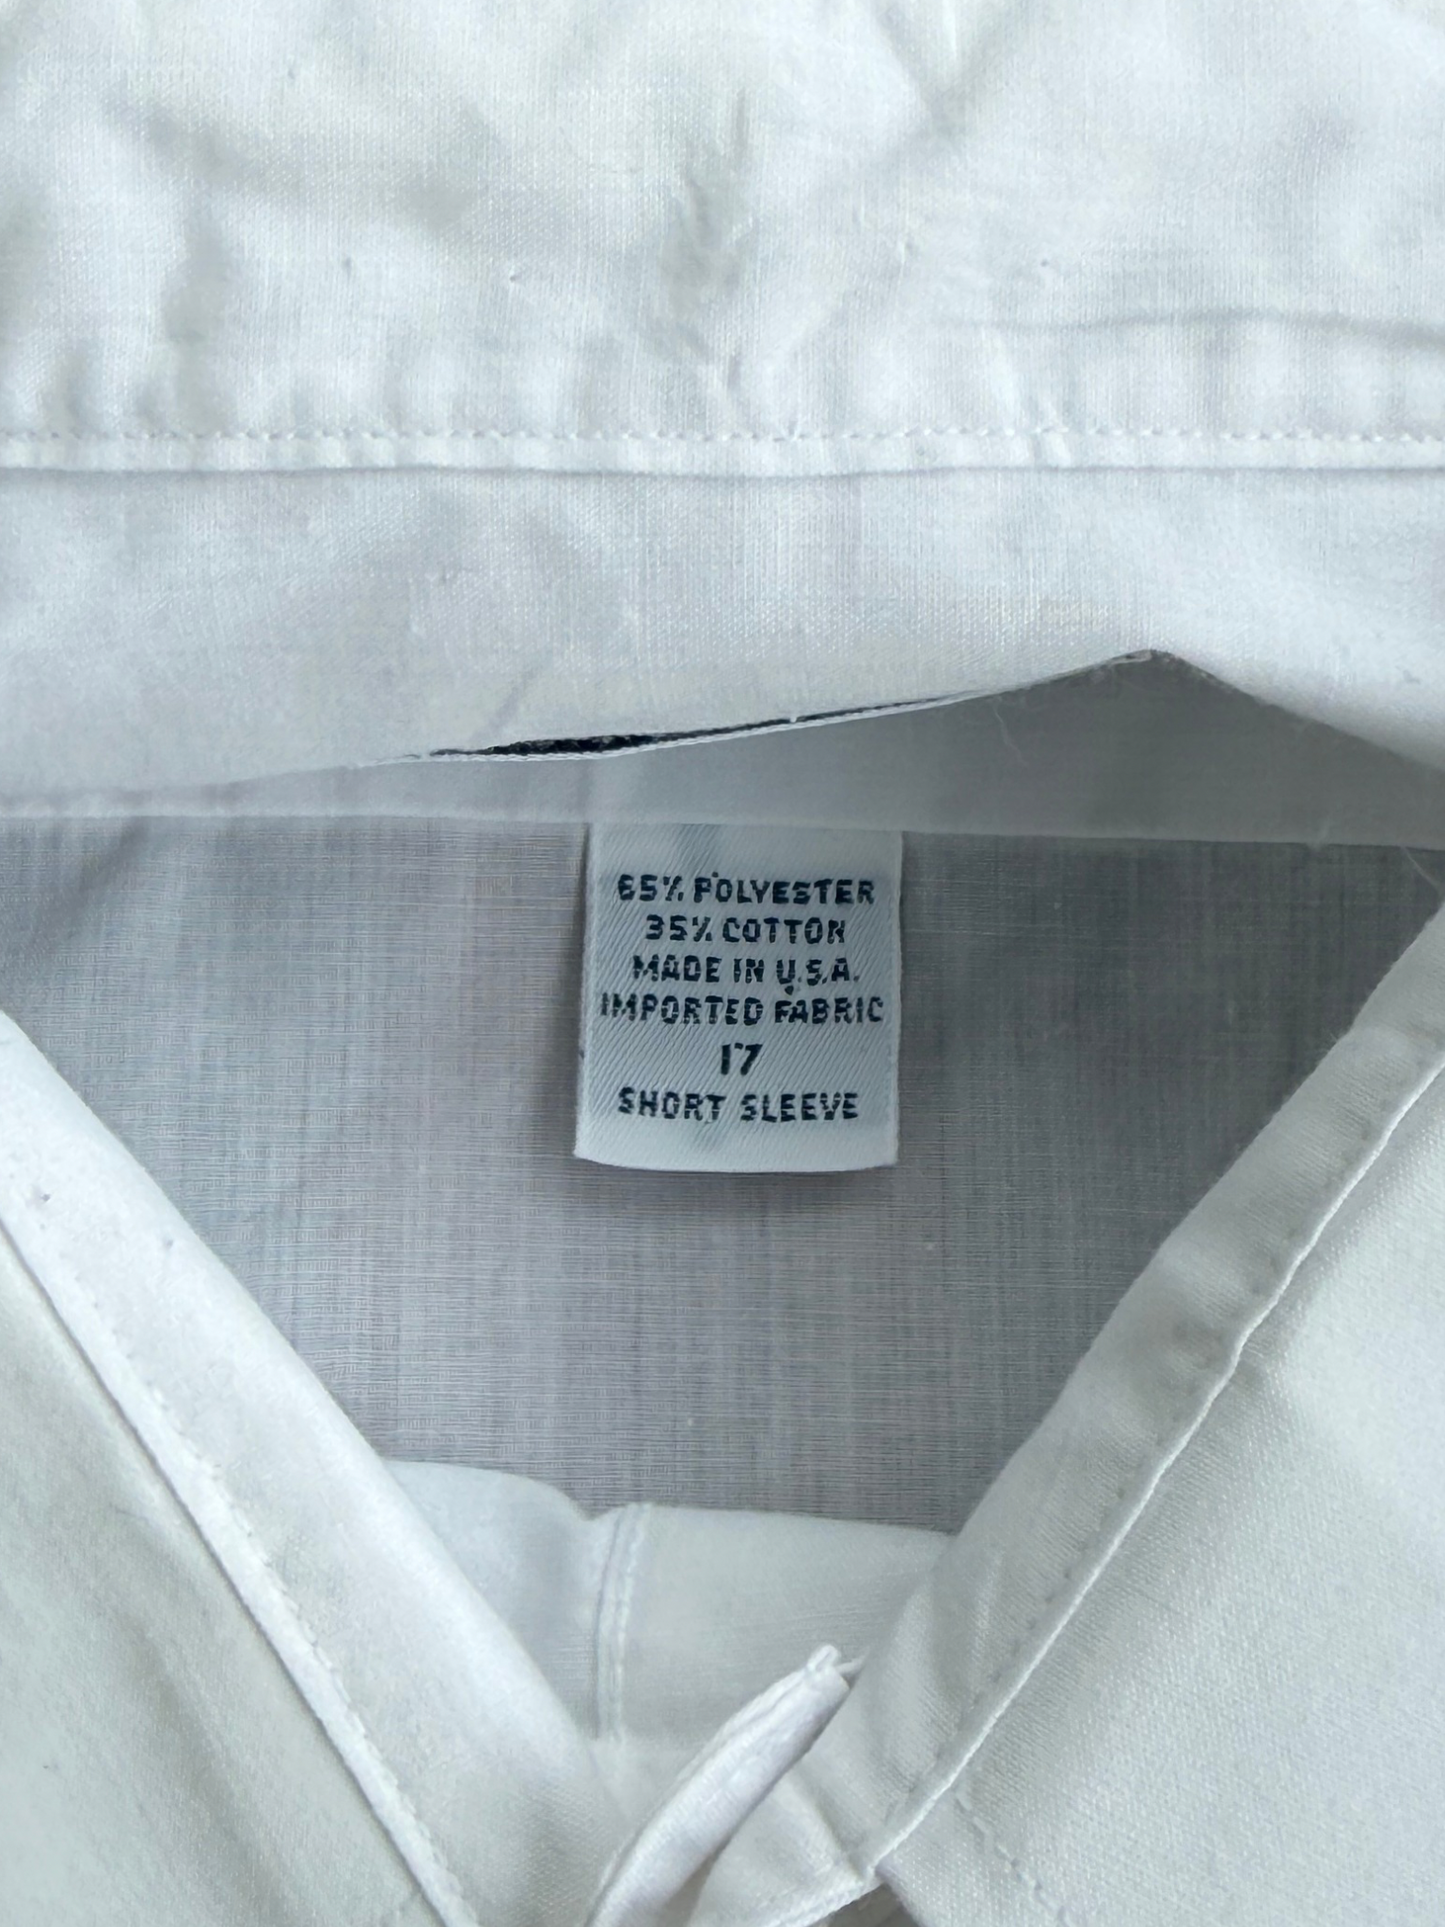 65% POLYESTER
35% COTTON
MADE IN U.S.A.
IMPORTED FABRIC
17
SHORT SLEEVE